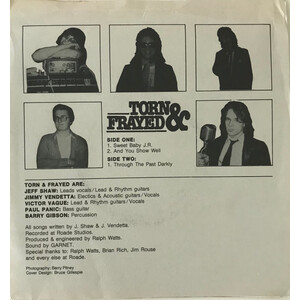 TORN &
FRAYED
SIDE ONE:
1. Sweet Baby J.R.
2. And You Show Well
SIDE TWO:
1. Through The Past Darkly
TORN & FRAYED ARE:
JEFF SHAW: Leads vocals/Lead & Rhythm guitars
JIMMY VENDETTA: Electics & Acoustic guitars/Vocals
VICTOR VAGUE: Lead & Rhythm guitars/Vocals
PAUL PANIC: Bass guitar
BARRY GIBSON: Percussion
All songs written by J. Shaw & J. Vendetta.
Recorded at Roade Studios.
Produced & engineered by Ralph Watts.
Sound by GARNET.
Special thanks to: Ralph Watts, Brian Rich, Jim Rouse
and every one at Roade.
Photography: Barry Pitney
Cover Design: Bruce Gillespie